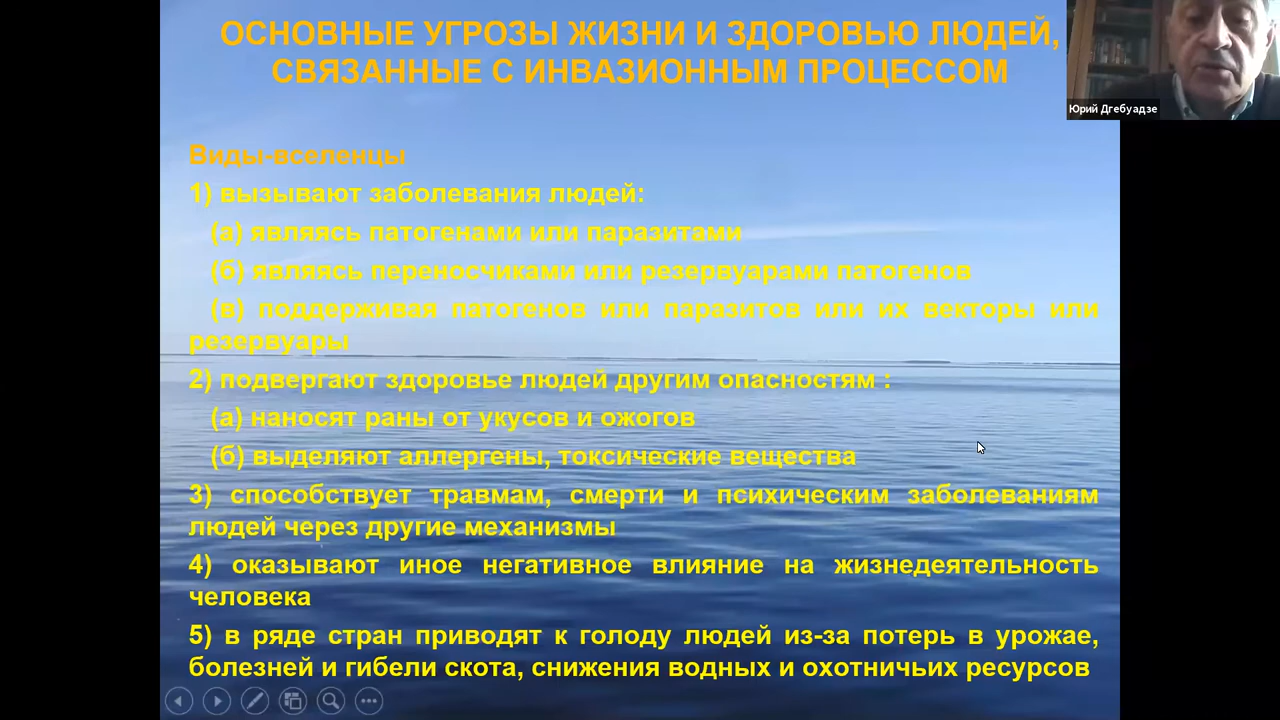 ОСНОВНЫЕ УГРОЗЫ ЖИЗНИ И ЗДОРОВЬЮ ЛЮДЕЙ,
СВЯЗАННЫЕ С ИНВАЗИОННЫМ ПРОЦЕССОМ
Юрий Дгебуадзе
Виды-вселенцы
1) вызывают заболевания людей:
(а) являясь патогенами или паразитами
(б) являясь переносчиками или резервуарами патогенов
(в) поддерживая патогенов или паразитов или их векторы или
резервуары
2) подвергают здоровье людей другим опасностям :
(а) наносят раны от укусов и ожогов
(б) выделяют аллергены, токсические вещества
3) способствует травмам, смерти и психическим заболеваниям
людей через другие механизмы
4) оказывают иное негативное влияние на жизнедеятельность
человека
5) в ряде стран приводят к голоду людей из-за потерь в урожае,
болезней и гибели скота, снижения водных и охотничьих ресурсов